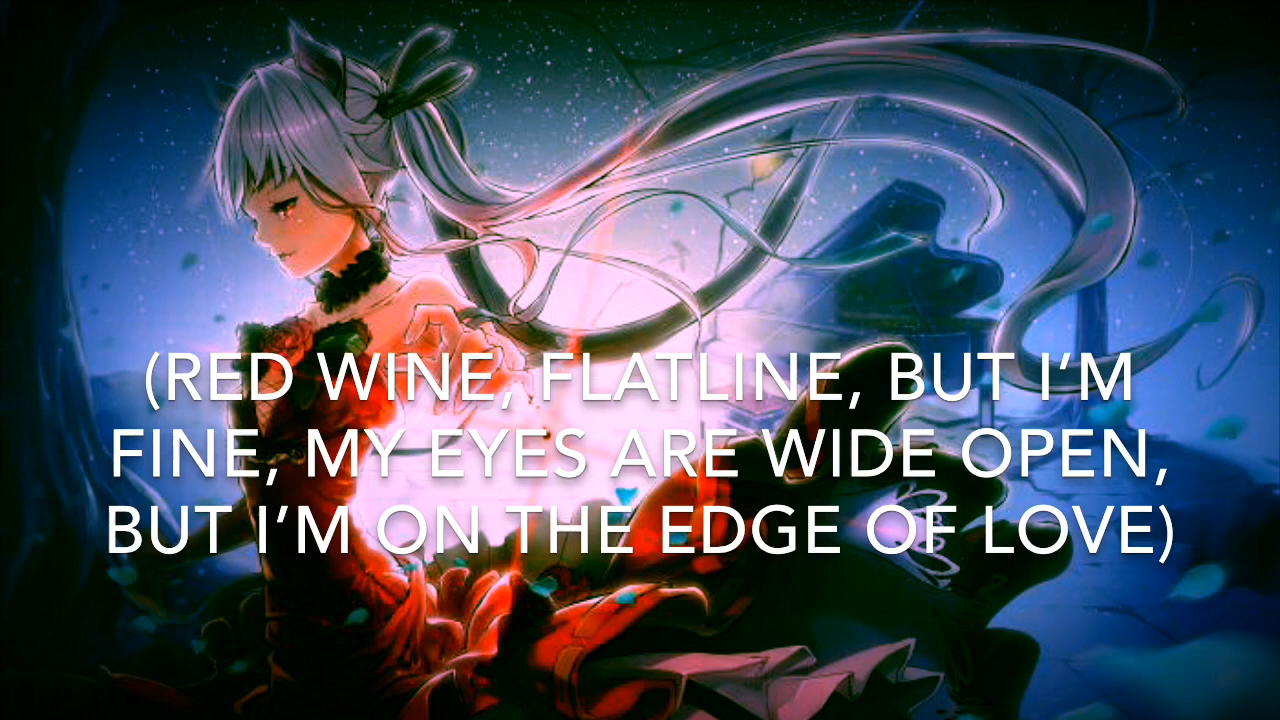 (RED WINE, FLATLINE, BUT I’M
FINE, MY EYES ARE WIDE OPEN,
BUT I’M ON THE EDGE OF LOVE)